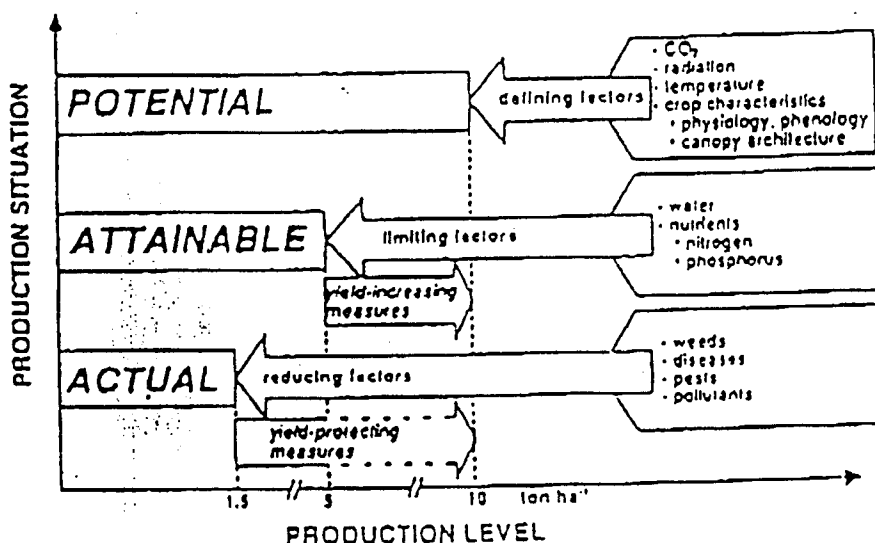 PRODUCTION SITUATION
POTENTIAL
defining factors
• CO₂
• radiation
• temperature
• crop characteristics
• physiology, phenology
• canopy architecture
ATTAINABLE
limiting factors
• water
• nutrients
• nitrogen
• phosphorus
yield-increasing
measures
ACTUAL
reducing factors
• weeds
• diseases
• pests
• pollutants
yield-protecting
measures
1.5
5
10
ton ha⁻¹
PRODUCTION LEVEL